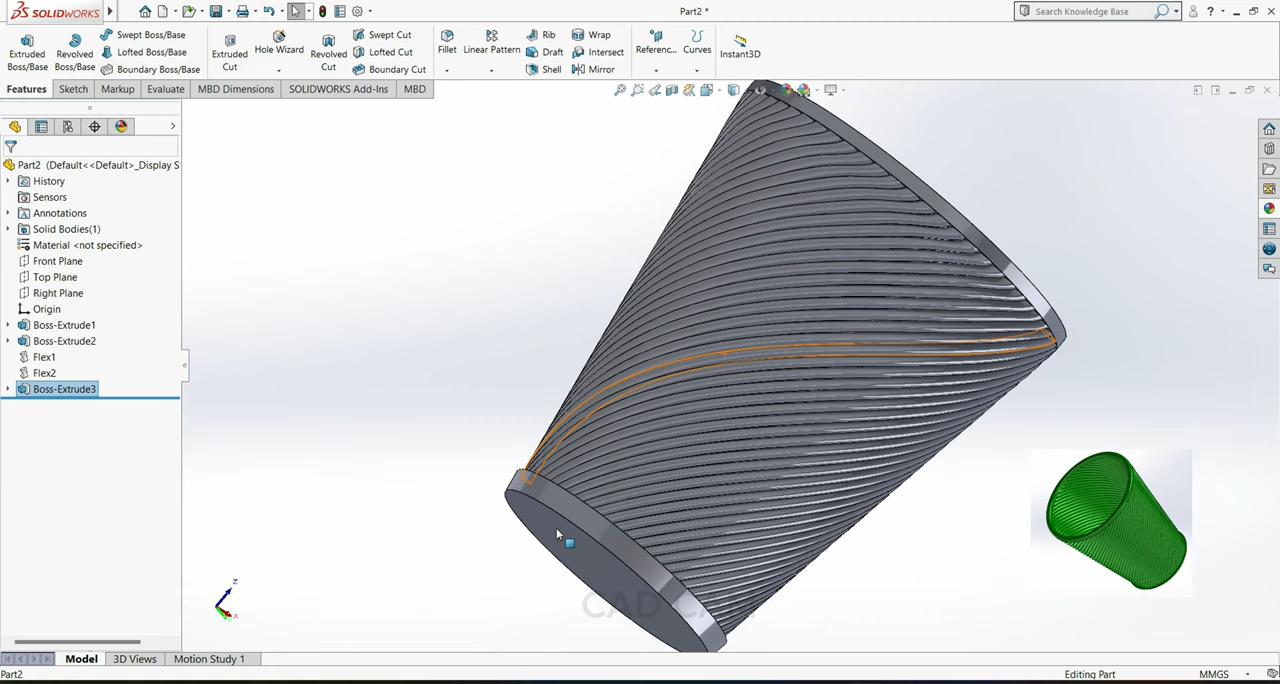 SOLIDWORKS
Part2 *
Search Knowledge Base
Extruded Boss/Base
Revolved Boss/Base
Swept Boss/Base
Lofted Boss/Base
Boundary Boss/Base
Extruded Cut
Hole Wizard
Revolved Cut
Swept Cut
Lofted Cut
Boundary Cut
Fillet
Linear Pattern
Rib
Draft
Shell
Wrap
Intersect
Mirror
Referenc...
Curves
Instant3D
Features
Sketch
Markup
Evaluate
MBD Dimensions
SOLIDWORKS Add-Ins
MBD
Part2 (Default<<Default>_Display S
History
Sensors
Annotations
Solid Bodies(1)
Material <not specified>
Front Plane
Top Plane
Right Plane
Origin
Boss-Extrude1
Boss-Extrude2
Flex1
Flex2
Boss-Extrude3
z
x
Model
3D Views
Motion Study 1
Part2
Editing Part
MMGS